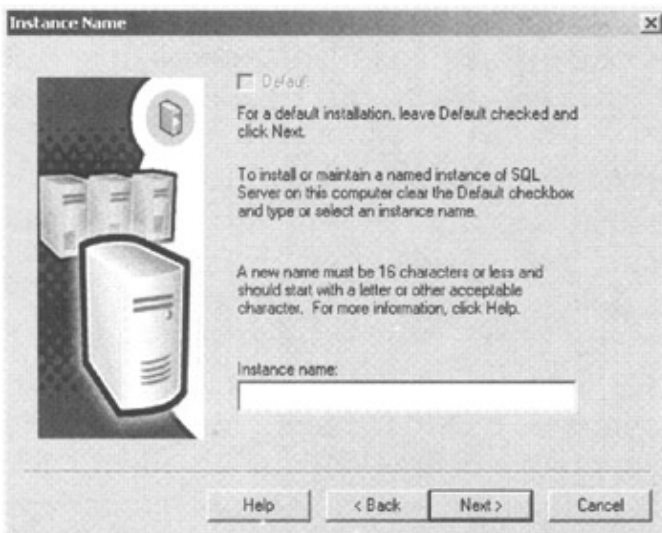 Instance Name
Default
For a default installation, leave Default checked and
click Next.
To install or maintain a named instance of SQL
Server on this computer clear the Default checkbox
and type or select an instance name.
A new name must be 16 characters or less and
should start with a letter or other acceptable
character. For more information, click Help.
Instance name:
Help
< Back
Next >
Cancel